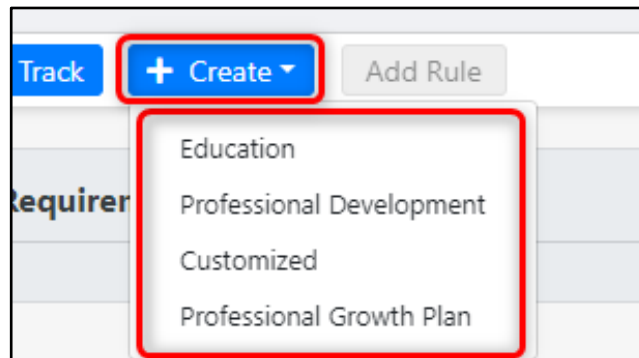 Track + Create Add Rule
Education
Requirer
Professional Development
Customized
Professional Growth Plan